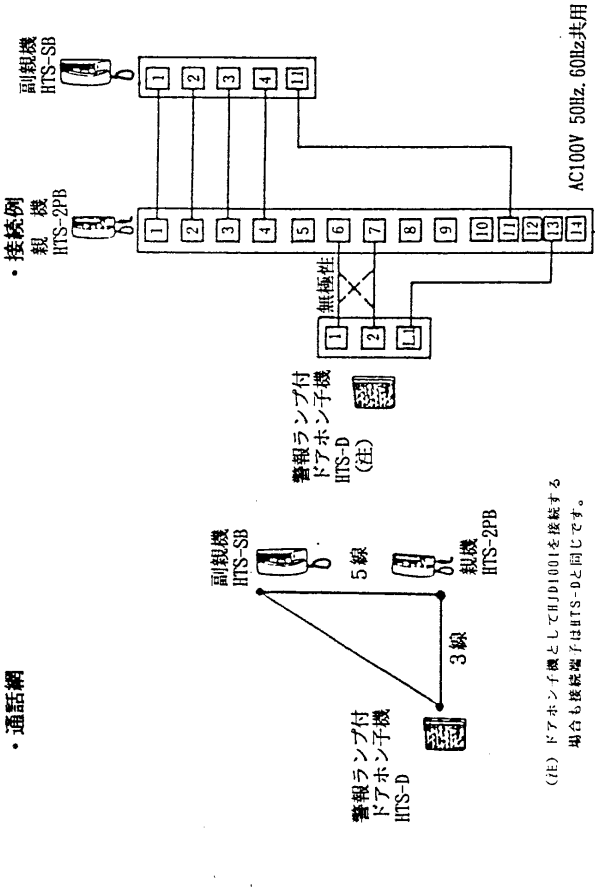 ・通話網
副親機
HTS-SB
5線
親機
HTS-2PB
3線
警報ランプ付
ドアホン子機
HTS-D
(注) ドアホン子機としてHJD1001を接続する
場合も接続端子はHTS-Dと同じです。
・接続例
親 機
HTS-2PB
副親機
HTS-SB
1
2
3
4
11
1
2
3
4
5
6
7
8
9
10
11
12
13
14
無極性
1
2
L1
警報ランプ付
ドアホン子機
HTS-D
(注)
AC100V 50Hz. 60Hz共用